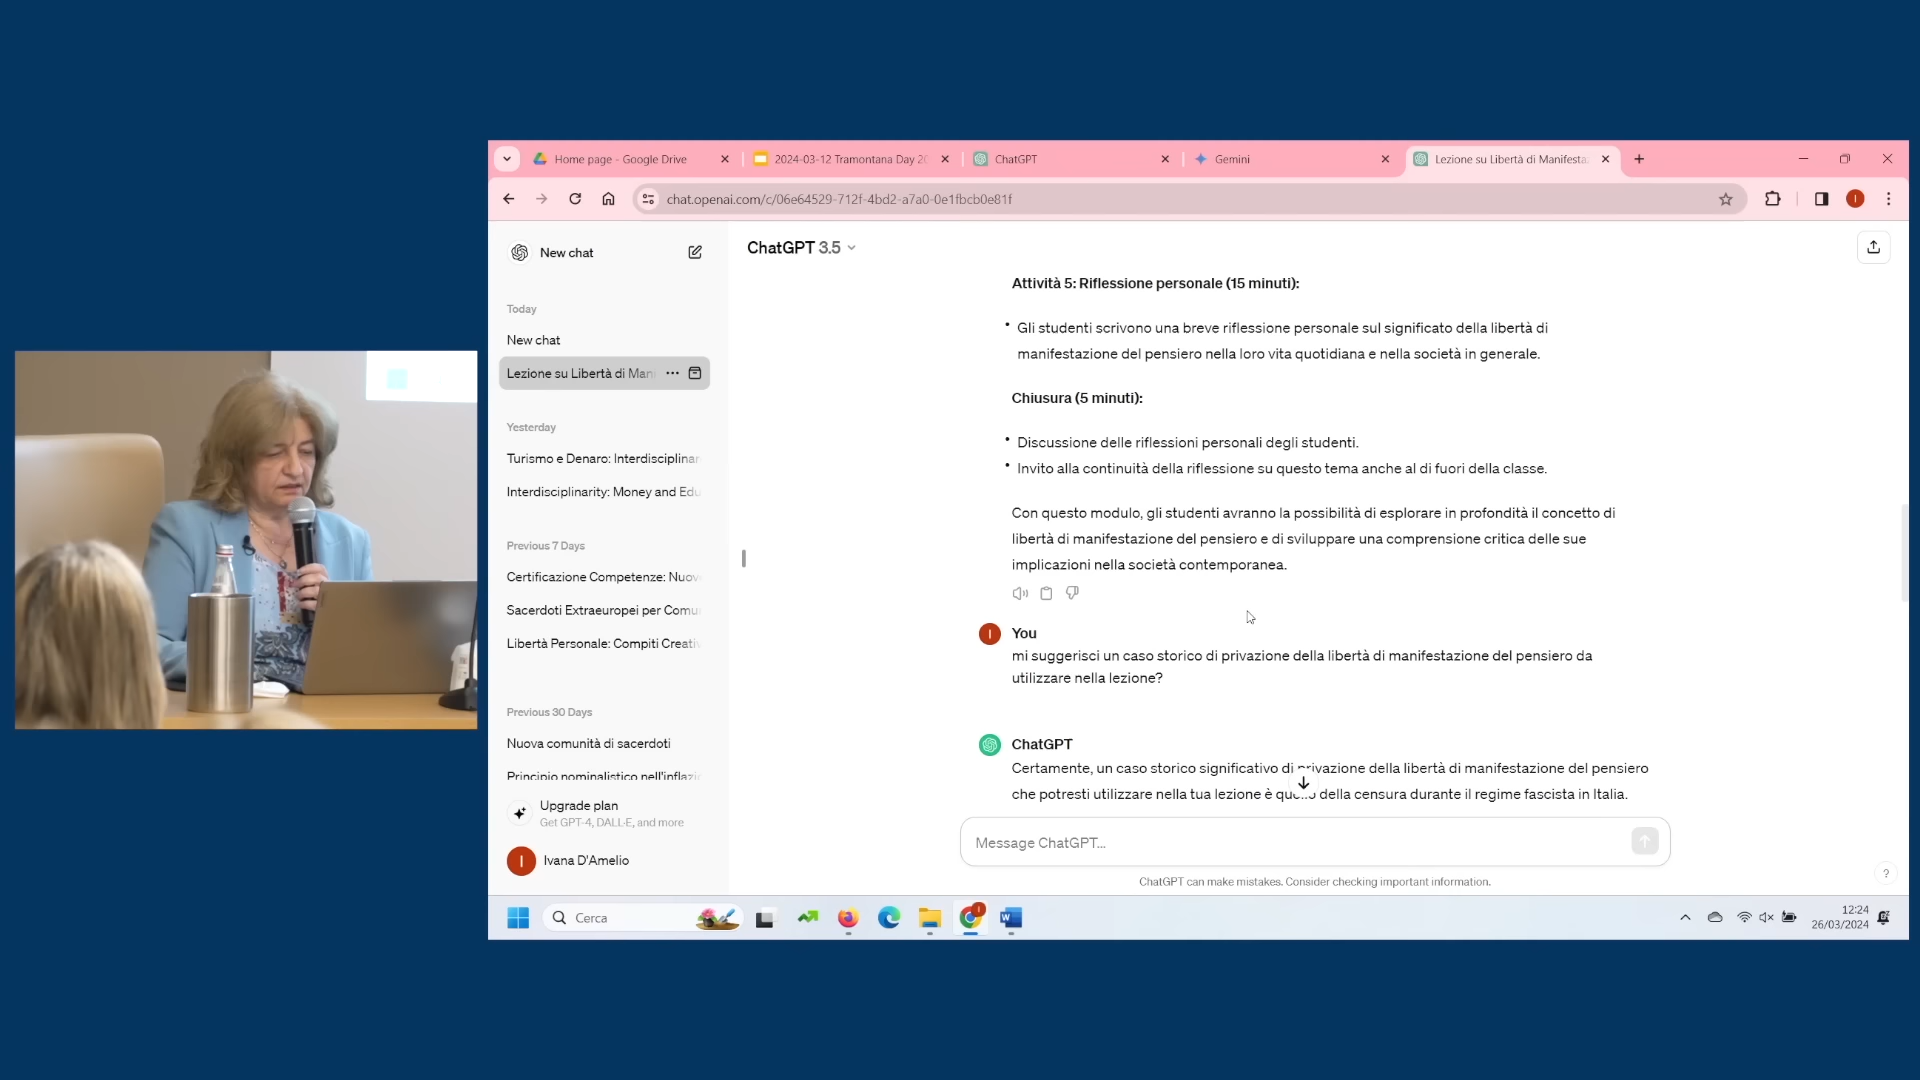 Home page - Google Drive
2024-03-12 Tramontana Day 2
ChatGPT
Gemini
Lezione su Libertà di Manifesta
chat.openai.com/c/06e64529-712f-4bd2-a7a0-0e1fbcb0e81f
New chat
Today
New chat
Lezione su Libertà di Mani
Yesterday
Turismo e Denaro: Interdisciplinar
Interdisciplinarity: Money and Edu
Previous 7 Days
Certificazione Competenze: Nuov
Sacerdoti Extraeuropei per Comu
Libertà Personale: Compiti Creativ
Previous 30 Days
Nuova comunità di sacerdoti
Principio nominalistico nell'inflazi
Upgrade plan
Get GPT-4, DALL·E, and more
I
Ivana D'Amelio
ChatGPT 3.5
Attività 5: Riflessione personale (15 minuti):
• Gli studenti scrivono una breve riflessione personale sul significato della libertà di
manifestazione del pensiero nella loro vita quotidiana e nella società in generale.
Chiusura (5 minuti):
• Discussione delle riflessioni personali degli studenti.
• Invito alla continuità della riflessione su questo tema anche al di fuori della classe.
Con questo modulo, gli studenti avranno la possibilità di esplorare in profondità il concetto di
libertà di manifestazione del pensiero e di sviluppare una comprensione critica delle sue
implicazioni nella società contemporanea.
I
You
mi suggerisci un caso storico di privazione della libertà di manifestazione del pensiero da
utilizzare nella lezione?
ChatGPT
Certamente, un caso storico significativo di privazione della libertà di manifestazione del pensiero
che potresti utilizzare nella tua lezione è della censura durante il regime fascista in Italia.
Message ChatGPT...
ChatGPT can make mistakes. Consider checking important information.
?
Cerca
12:24
26/03/2024